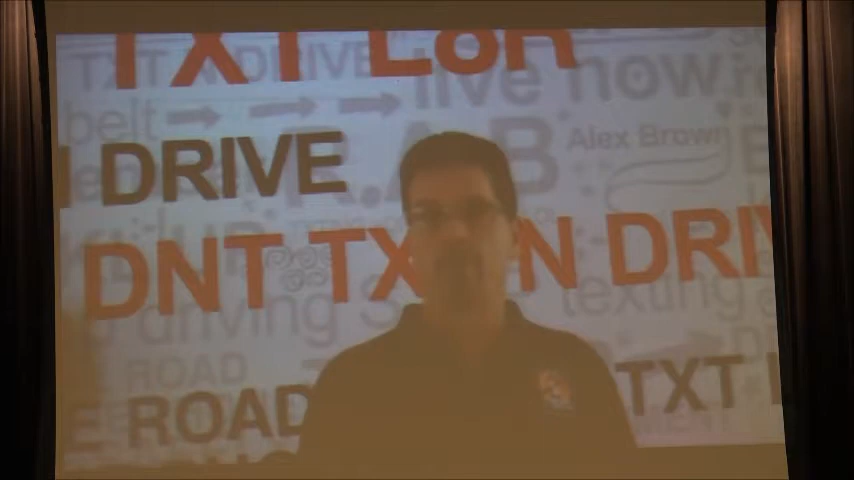 TXT L8R
TXT N DRIVE
live now
belt
R.A.B
Alex Brown
DRIVE
DNT TX N DRIV
driving
texting
ROAD
ROAD
TXT